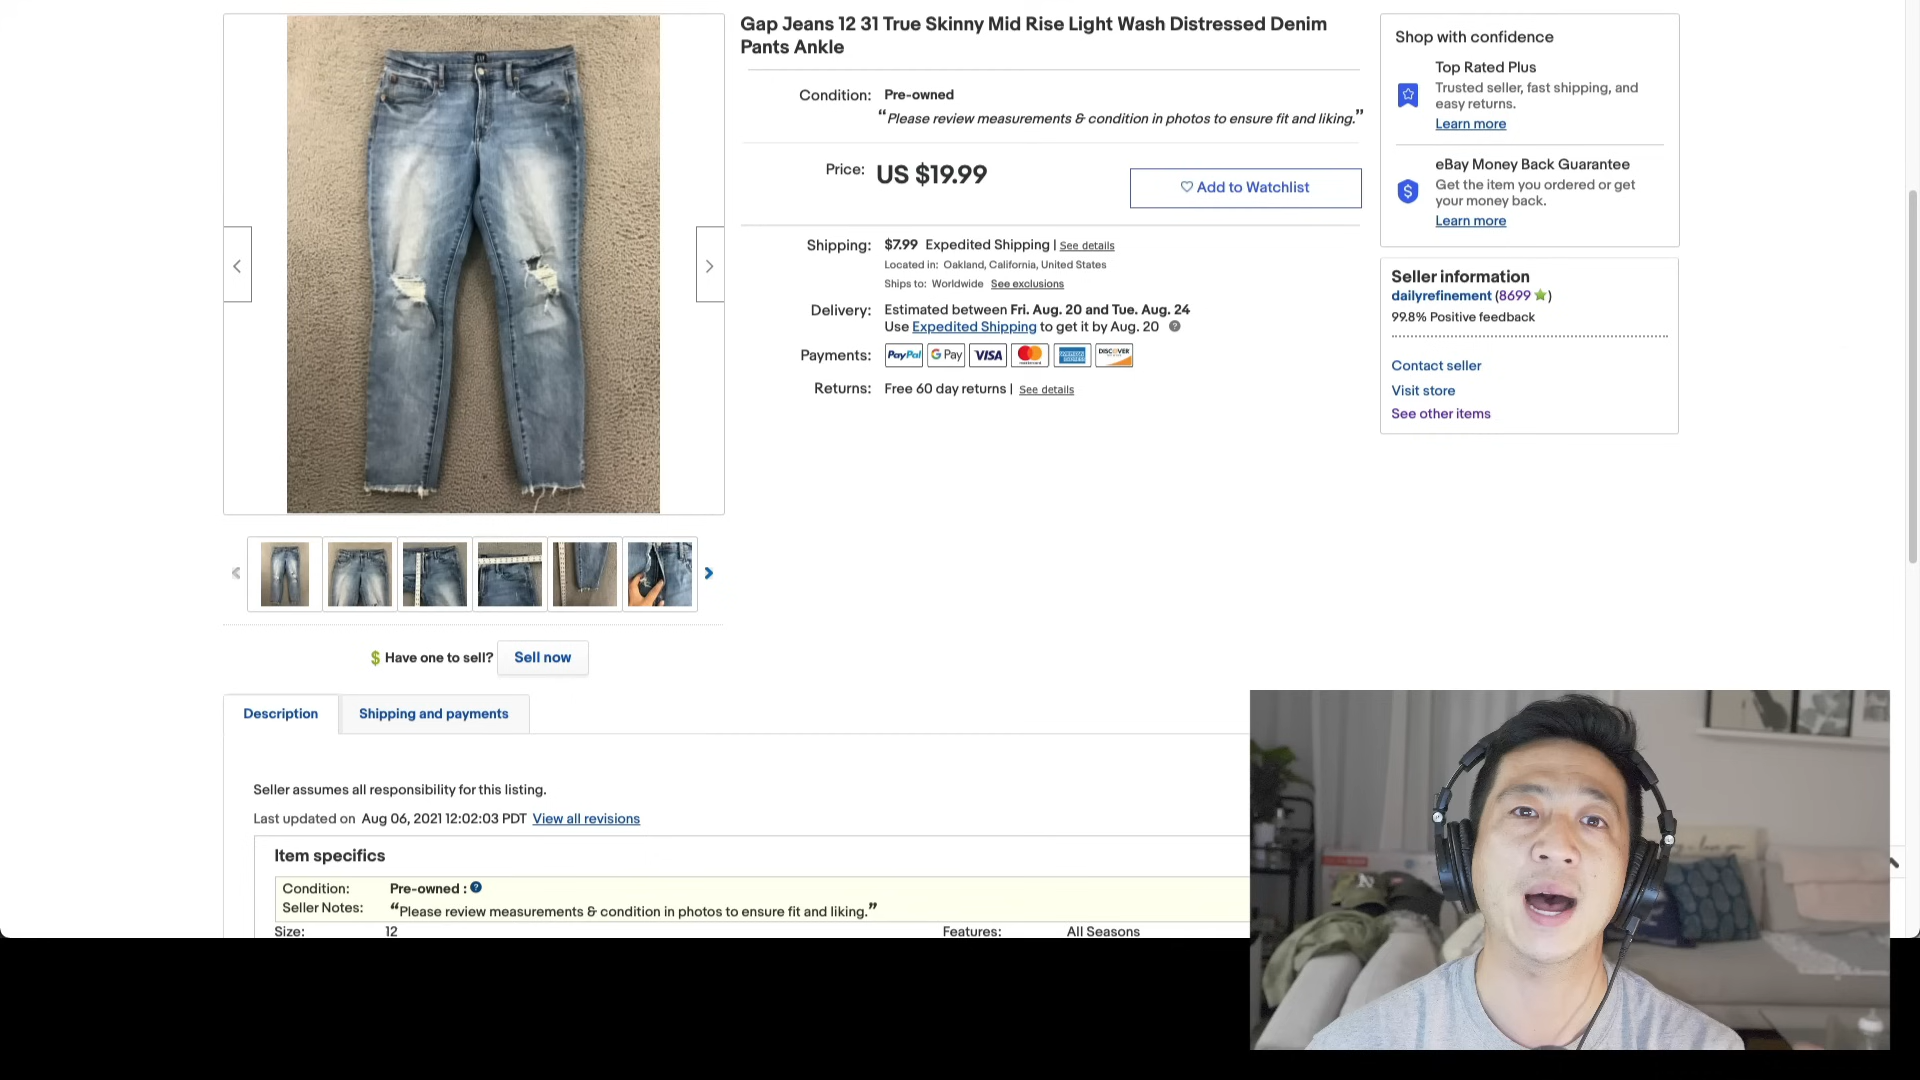 Gap Jeans 12 31 True Skinny Mid Rise Light Wash Distressed Denim
Pants Ankle
Condition: Pre-owned
“Please review measurements & condition in photos to ensure fit and liking.”
Price: US $19.99
♡ Add to Watchlist
Shipping: $7.99 Expedited Shipping | See details
Located in: Oakland, California, United States
Ships to: Worldwide See exclusions
Delivery: Estimated between Fri. Aug. 20 and Tue. Aug. 24
Use Expedited Shipping to get it by Aug. 20 ?
Payments: PayPal G Pay VISA DISCOVER
Returns: Free 60 day returns | See details
Shop with confidence
Top Rated Plus
Trusted seller, fast shipping, and
easy returns.
Learn more
eBay Money Back Guarantee
$
Get the item you ordered or get
your money back.
Learn more
Seller information
dailyrefinement (8699)
99.8% Positive feedback
Contact seller
Visit store
See other items
$ Have one to sell? Sell now
Description
Shipping and payments
Seller assumes all responsibility for this listing.
Last updated on Aug 06, 2021 12:02:03 PDT View all revisions
Item specifics
Condition: Pre-owned : ?
Seller Notes: “Please review measurements & condition in photos to ensure fit and liking.”
Size: 12 Features: All Seasons